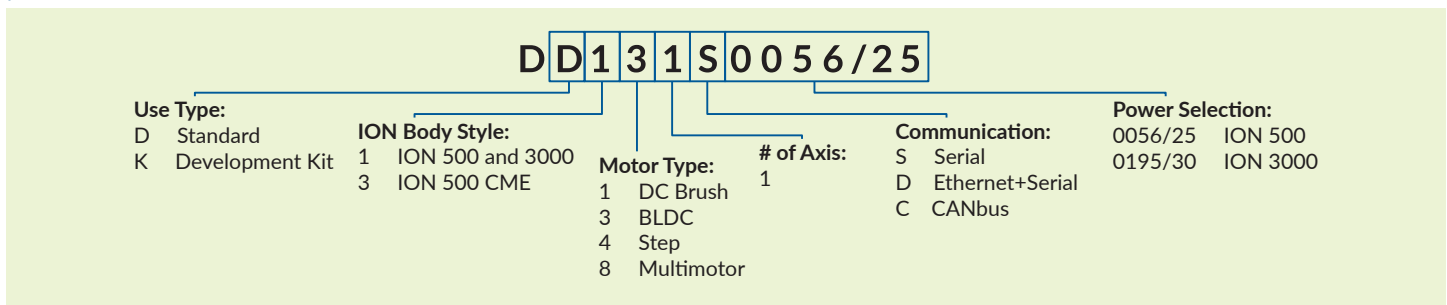 DD131S0056/25
Use Type:
D Standard
K Development Kit
ION Body Style:
1 ION 500 and 3000
3 ION 500 CME
Motor Type:
1 DC Brush
3 BLDC
4 Step
8 Multimotor
# of Axis:
1
Communication:
S Serial
D Ethernet+Serial
C CANbus
Power Selection:
0056/25 ION 500
0195/30 ION 3000